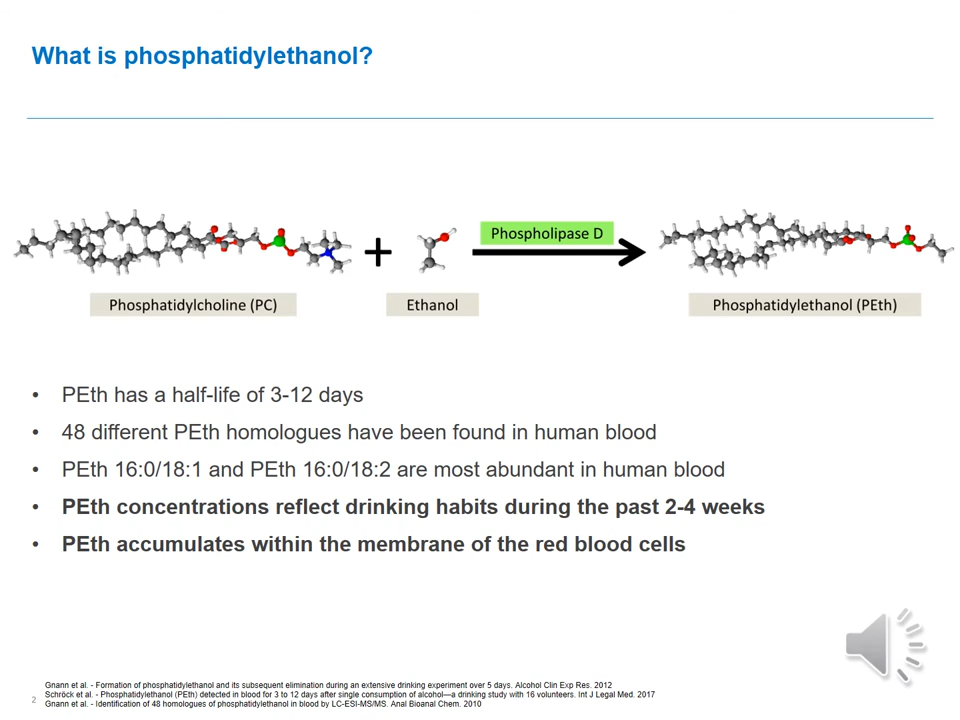 What is phosphatidylethanol?
Phospholipase D
Phosphatidylcholine (PC)
Ethanol
Phosphatidylethanol (PEth)
• PEth has a half-life of 3-12 days
• 48 different PEth homologues have been found in human blood
• PEth 16:0/18:1 and PEth 16:0/18:2 are most abundant in human blood
• PEth concentrations reflect drinking habits during the past 2-4 weeks
• PEth accumulates within the membrane of the red blood cells
Gnann et al. - Formation of phosphatidylethanol and its subsequent elimination during an extensive drinking experiment over 5 days. Alcohol Clin Exp Res. 2012
Schröck et al. - Phosphatidylethanol (PEth) detected in blood for 3 to 12 days after single consumption of alcohol—a drinking study with 16 volunteers. Int J Legal Med. 2017
Gnann et al. - Identification of 48 homologues of phosphatidylethanol in blood by LC-ESI-MS/MS. Anal Bioanal Chem. 2010
2